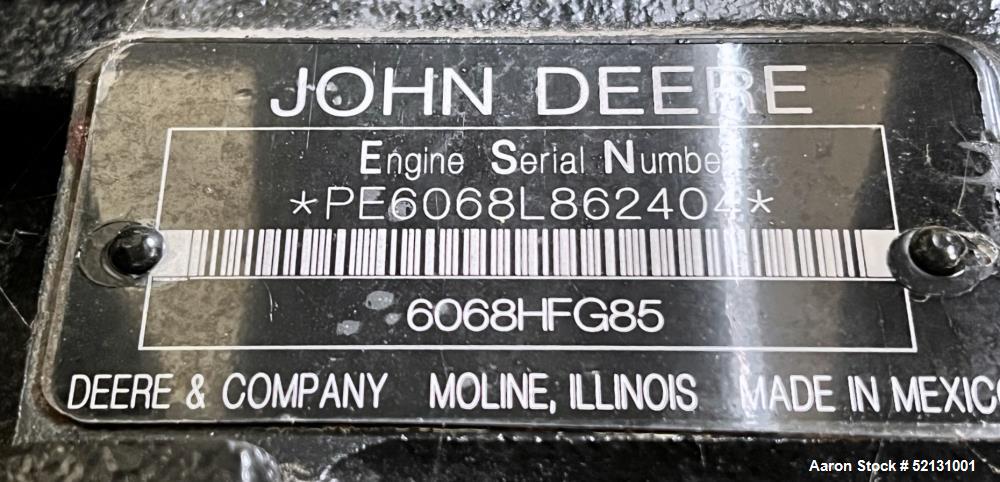 JOHN DEERE
Engine Serial Number
*PE6068L862404*
6068HFG85
DEERE & COMPANY MOLINE, ILLINOIS MADE IN MEXICO
Aaron Stock # 52131001